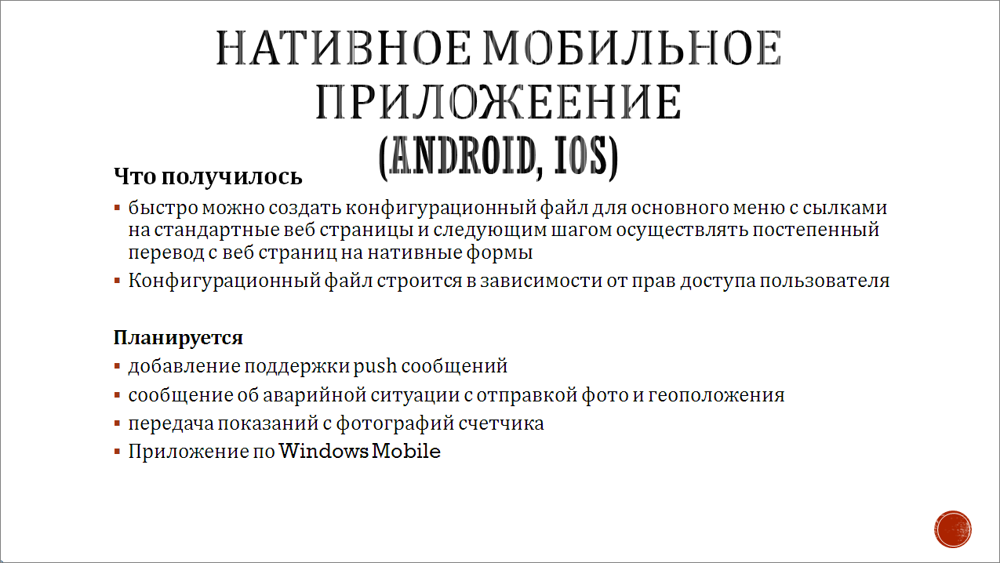 НАТИВНОЕ МОБИЛЬНОЕ
ПРИЛОЖЕЕНИЕ
(ANDROID, IOS)
Что получилось
быстро можно создать конфигурационный файл для основного меню с сылками
на стандартные веб страницы и следующим шагом осуществлять постепенный
перевод с веб страниц на нативные формы
Конфигурационный файл строится в зависимости от прав доступа пользователя
Планируется
добавление поддержки push сообщений
сообщение об аварийной ситуации с отправкой фото и геоположения
передача показаний с фотографий счетчика
Приложение по Windows Mobile